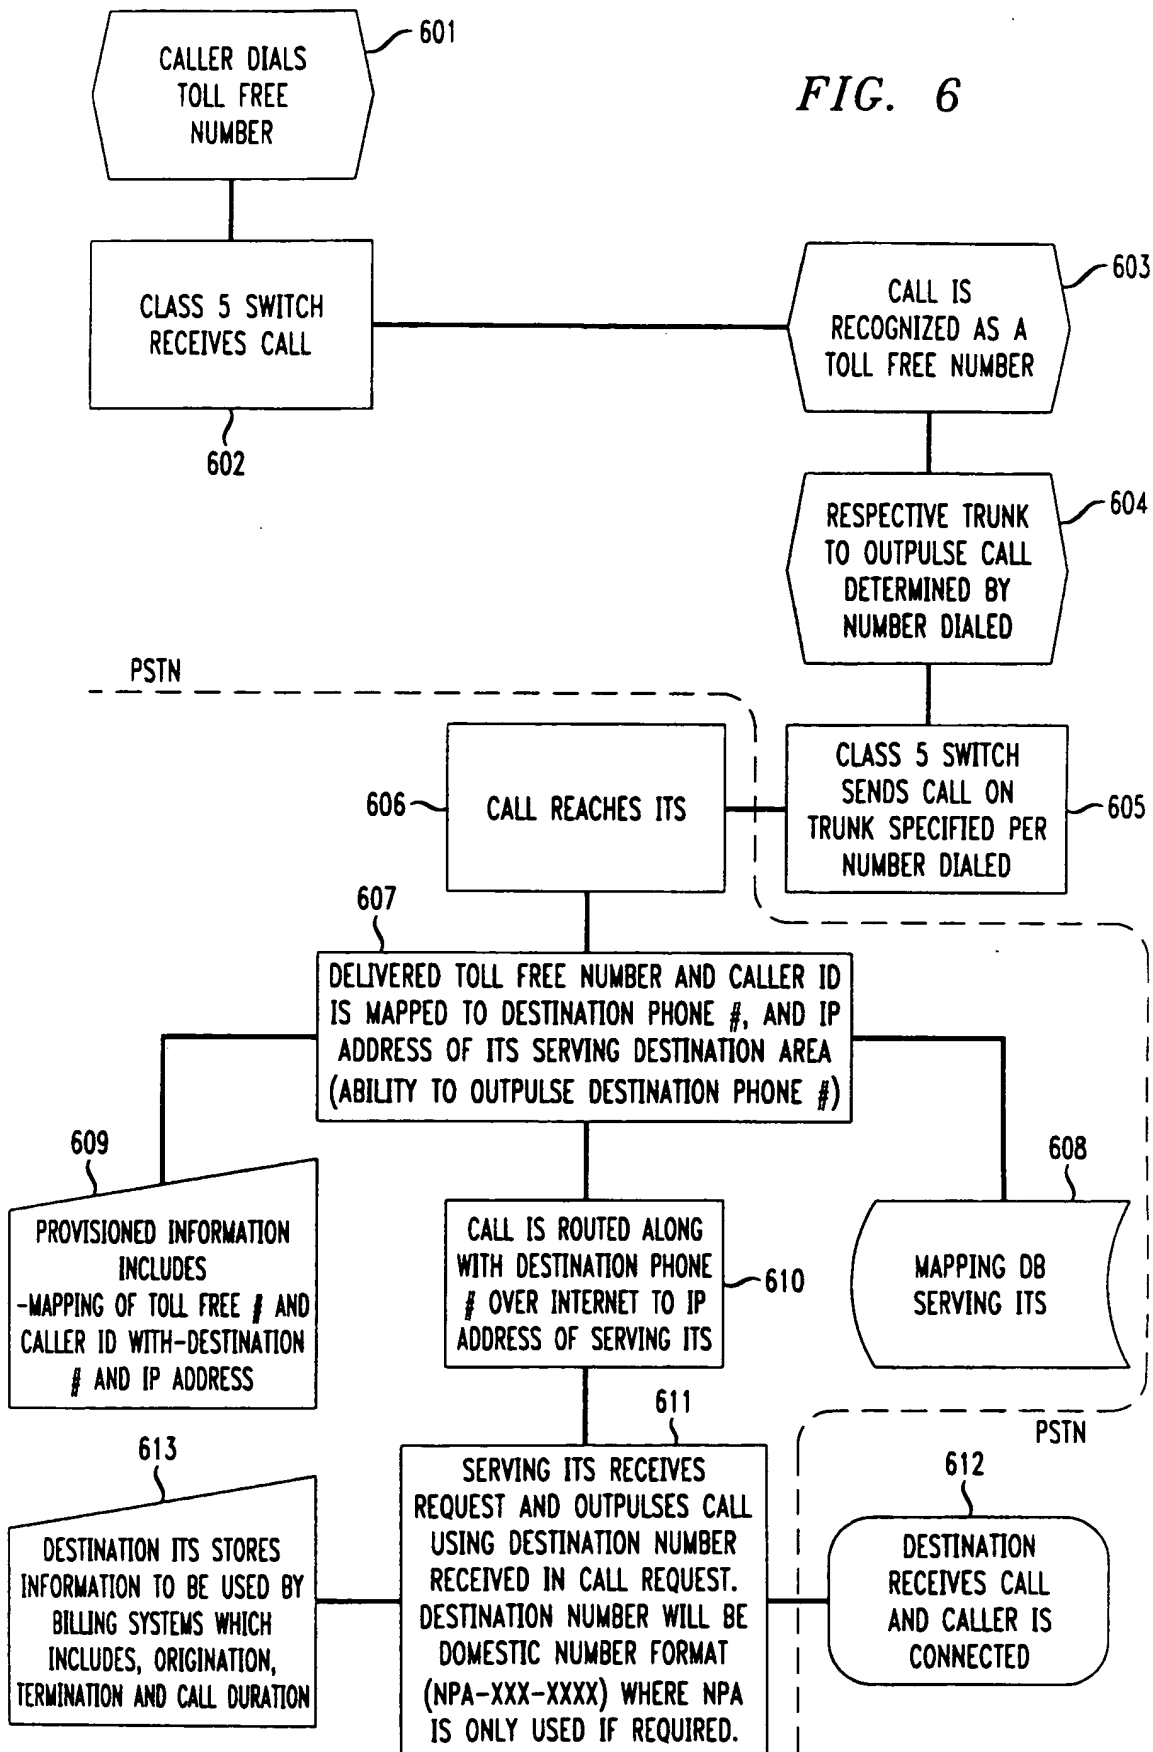 601
CALLER DIALS
TOLL FREE
NUMBER
FIG. 6
CLASS 5 SWITCH
RECEIVES CALL
602
603
CALL IS
RECOGNIZED AS A
TOLL FREE NUMBER
604
RESPECTIVE TRUNK
TO OUTPULSE CALL
DETERMINED BY
NUMBER DIALED
PSTN
606
CALL REACHES ITS
CLASS 5 SWITCH
SENDS CALL ON
TRUNK SPECIFIED PER
NUMBER DIALED
605
607
DELIVERED TOLL FREE NUMBER AND CALLER ID
IS MAPPED TO DESTINATION PHONE #, AND IP
ADDRESS OF ITS SERVING DESTINATION AREA
(ABILITY TO OUTPULSE DESTINATION PHONE #)
609
PROVISIONED INFORMATION
INCLUDES
-MAPPING OF TOLL FREE # AND
CALLER ID WITH-DESTINATION
# AND IP ADDRESS
CALL IS ROUTED ALONG
WITH DESTINATION PHONE
# OVER INTERNET TO IP
ADDRESS OF SERVING ITS
610
608
MAPPING DB
SERVING ITS
PSTN
613
DESTINATION ITS STORES
INFORMATION TO BE USED BY
BILLING SYSTEMS WHICH
INCLUDES, ORIGINATION,
TERMINATION AND CALL DURATION
611
SERVING ITS RECEIVES
REQUEST AND OUTPULSES CALL
USING DESTINATION NUMBER
RECEIVED IN CALL REQUEST.
DESTINATION NUMBER WILL BE
DOMESTIC NUMBER FORMAT
(NPA-XXX-XXXX) WHERE NPA
IS ONLY USED IF REQUIRED.
612
DESTINATION
RECEIVES CALL
AND CALLER IS
CONNECTED